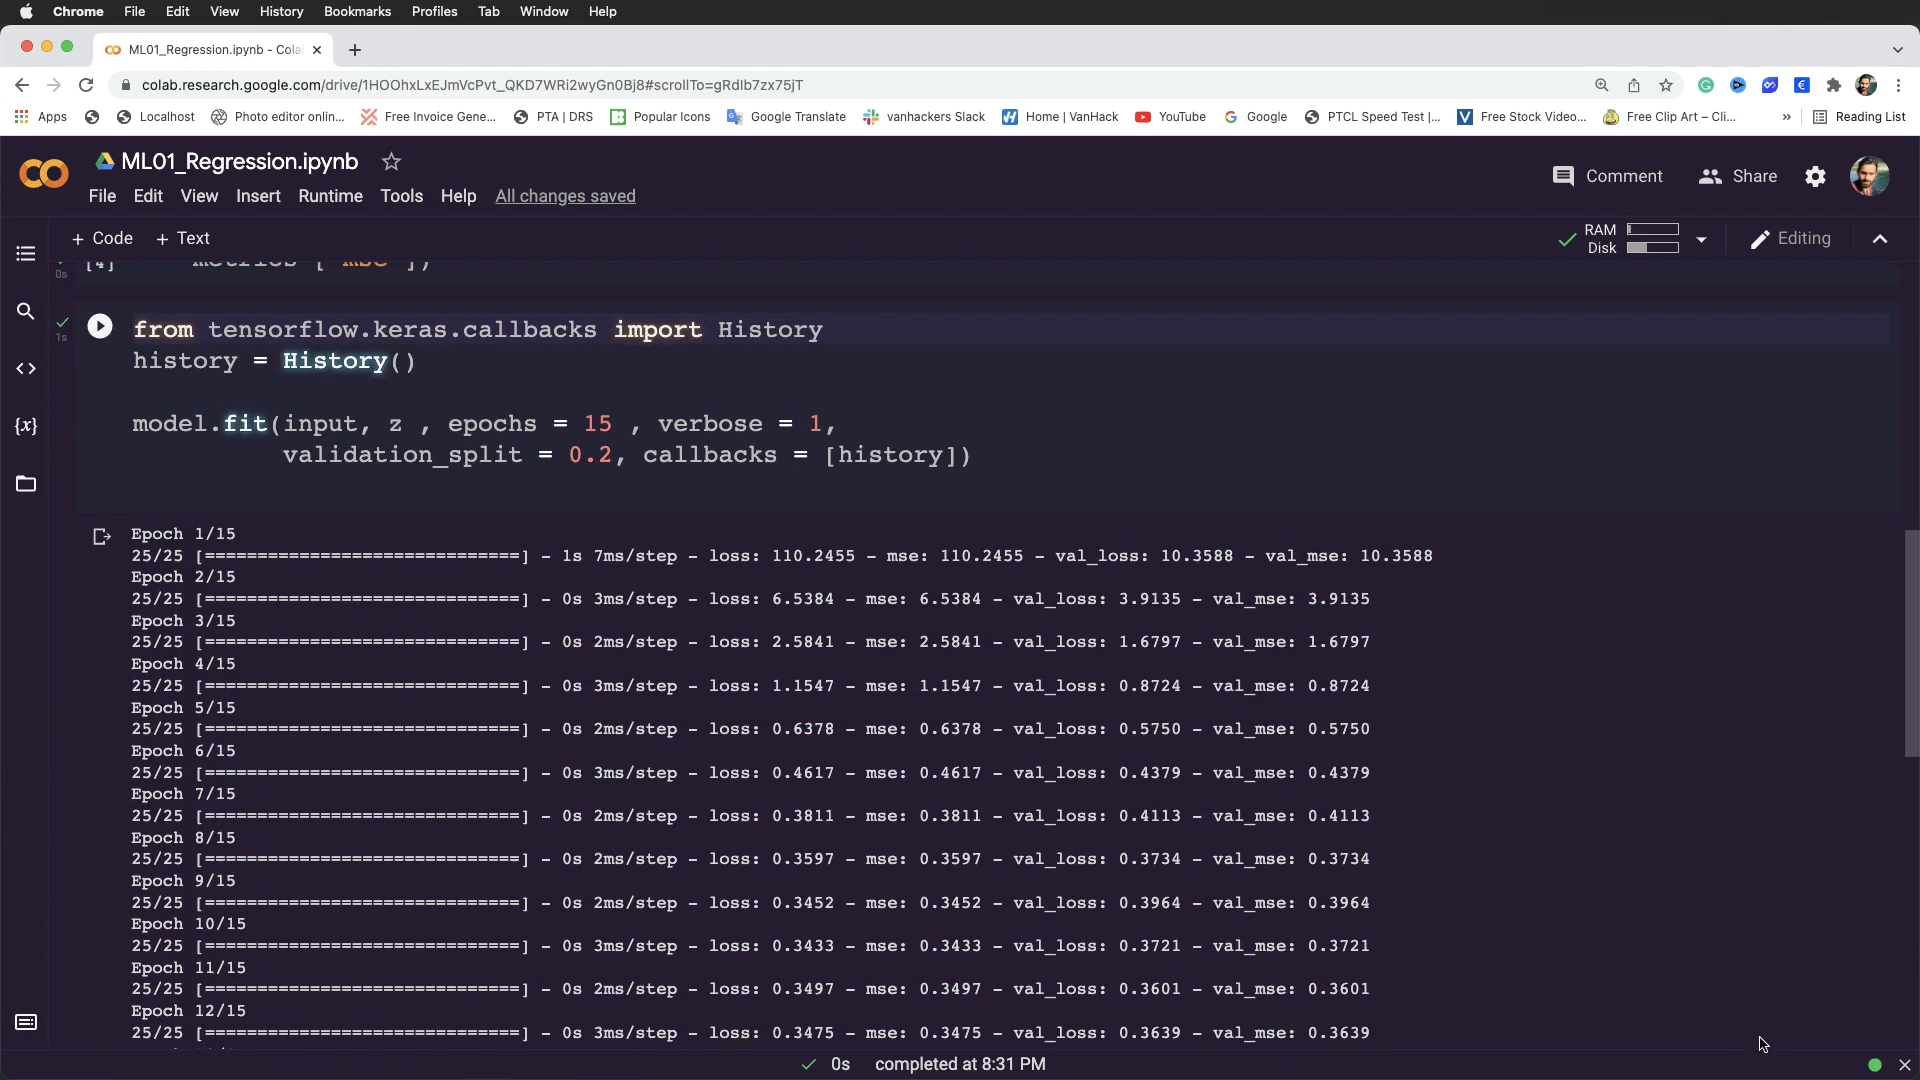 Chrome File Edit View History Bookmarks Profiles Tab Window Help
ML01_Regression.ipynb - Cola
colab.research.google.com/drive/1HOOhxLxEJmVcPvt_QKD7WRi2wyGn0Bj8#scrollTo=gRdIb7zx75jT
Apps Localhost Photo editor onlin... Free Invoice Gene... PTA | DRS Popular Icons Google Translate vanhackers Slack Home | VanHack YouTube Google PTCL Speed Test |... Free Stock Video... Free Clip Art – Cli... » Reading List
ML01_Regression.ipynb
Comment Share
File Edit View Insert Runtime Tools Help All changes saved
+ Code + Text
RAM
Disk
Editing
[4] metrics ['mse'])
0s
from tensorflow.keras.callbacks import History
1s
history = History()
model.fit(input, z , epochs = 15 , verbose = 1,
validation_split = 0.2, callbacks = [history])
Epoch 1/15
25/25 [==============================] - 1s 7ms/step - loss: 110.2455 - mse: 110.2455 - val_loss: 10.3588 - val_mse: 10.3588
Epoch 2/15
25/25 [==============================] - 0s 3ms/step - loss: 6.5384 - mse: 6.5384 - val_loss: 3.9135 - val_mse: 3.9135
Epoch 3/15
25/25 [==============================] - 0s 2ms/step - loss: 2.5841 - mse: 2.5841 - val_loss: 1.6797 - val_mse: 1.6797
Epoch 4/15
25/25 [==============================] - 0s 3ms/step - loss: 1.1547 - mse: 1.1547 - val_loss: 0.8724 - val_mse: 0.8724
Epoch 5/15
25/25 [==============================] - 0s 2ms/step - loss: 0.6378 - mse: 0.6378 - val_loss: 0.5750 - val_mse: 0.5750
Epoch 6/15
25/25 [==============================] - 0s 3ms/step - loss: 0.4617 - mse: 0.4617 - val_loss: 0.4379 - val_mse: 0.4379
Epoch 7/15
25/25 [==============================] - 0s 2ms/step - loss: 0.3811 - mse: 0.3811 - val_loss: 0.4113 - val_mse: 0.4113
Epoch 8/15
25/25 [==============================] - 0s 2ms/step - loss: 0.3597 - mse: 0.3597 - val_loss: 0.3734 - val_mse: 0.3734
Epoch 9/15
25/25 [==============================] - 0s 2ms/step - loss: 0.3452 - mse: 0.3452 - val_loss: 0.3964 - val_mse: 0.3964
Epoch 10/15
25/25 [==============================] - 0s 3ms/step - loss: 0.3433 - mse: 0.3433 - val_loss: 0.3721 - val_mse: 0.3721
Epoch 11/15
25/25 [==============================] - 0s 2ms/step - loss: 0.3497 - mse: 0.3497 - val_loss: 0.3601 - val_mse: 0.3601
Epoch 12/15
25/25 [==============================] - 0s 3ms/step - loss: 0.3475 - mse: 0.3475 - val_loss: 0.3639 - val_mse: 0.3639
0s completed at 8:31 PM